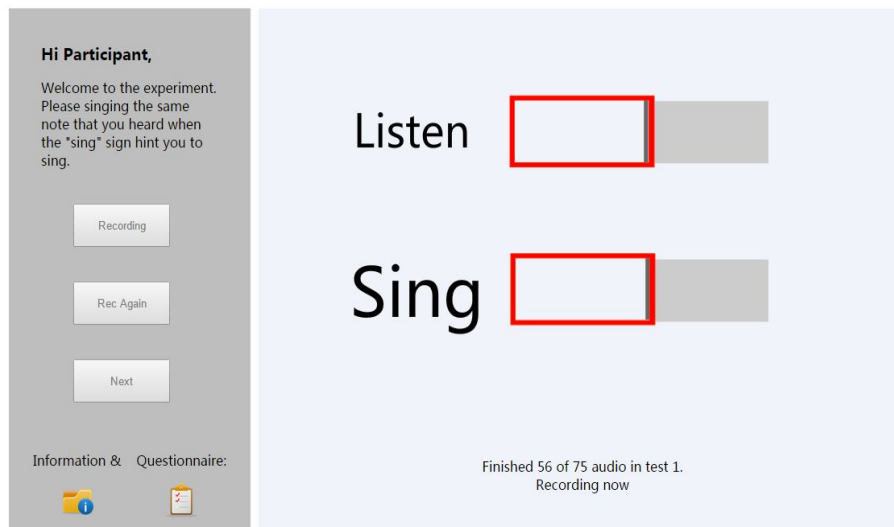 Hi Participant,
Welcome to the experiment.
Please singing the same
note that you heard when
the "sing" sign hint you to
sing.
Recording
Rec Again
Next
Information & Questionnaire:
Listen
Sing
Finished 56 of 75 audio in test 1.
Recording now